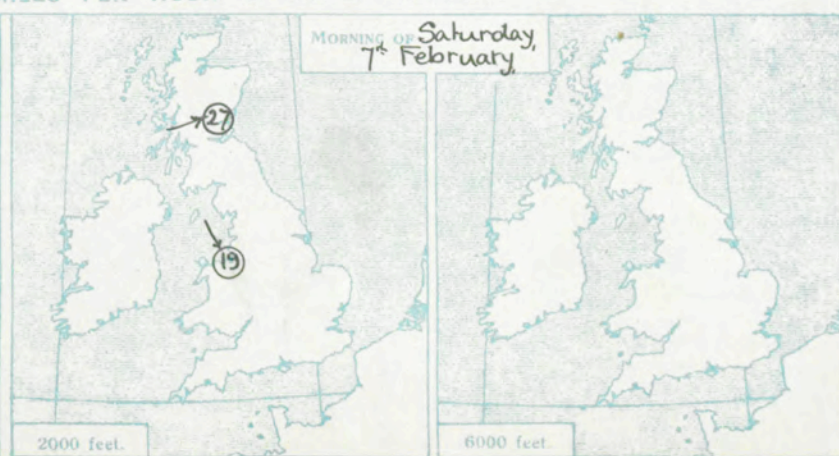 MORNING OF Saturday,
7th February,
27
19
2000 feet.
6000 feet.